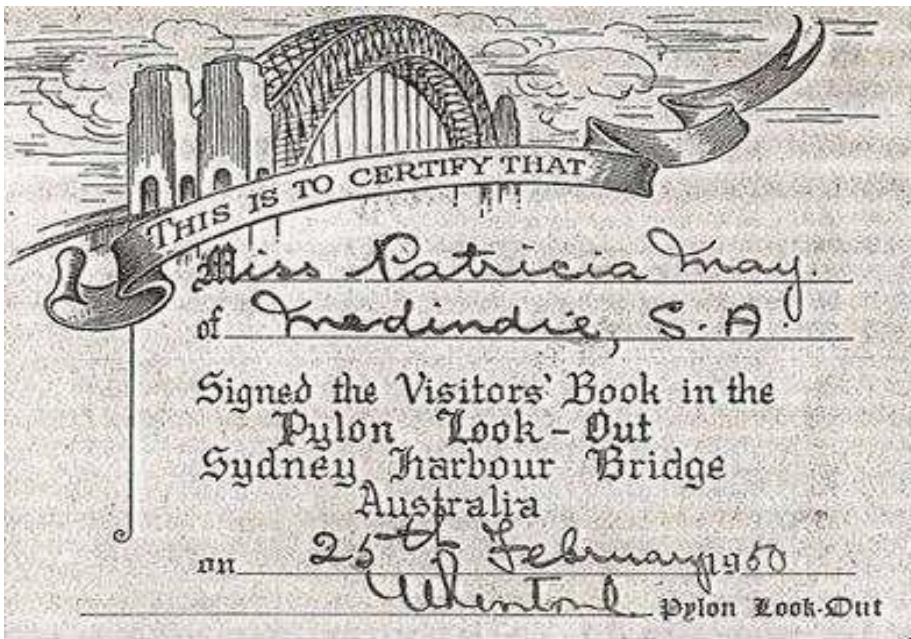 THIS IS TO CERTIFY THAT
Miss Patricia May.
of Medindie, S.A.
Signed the Visitors' Book in the
Pylon Look-Out
Sydney Harbour Bridge
Australia
on 25th February 1950
Pylon Look-Out